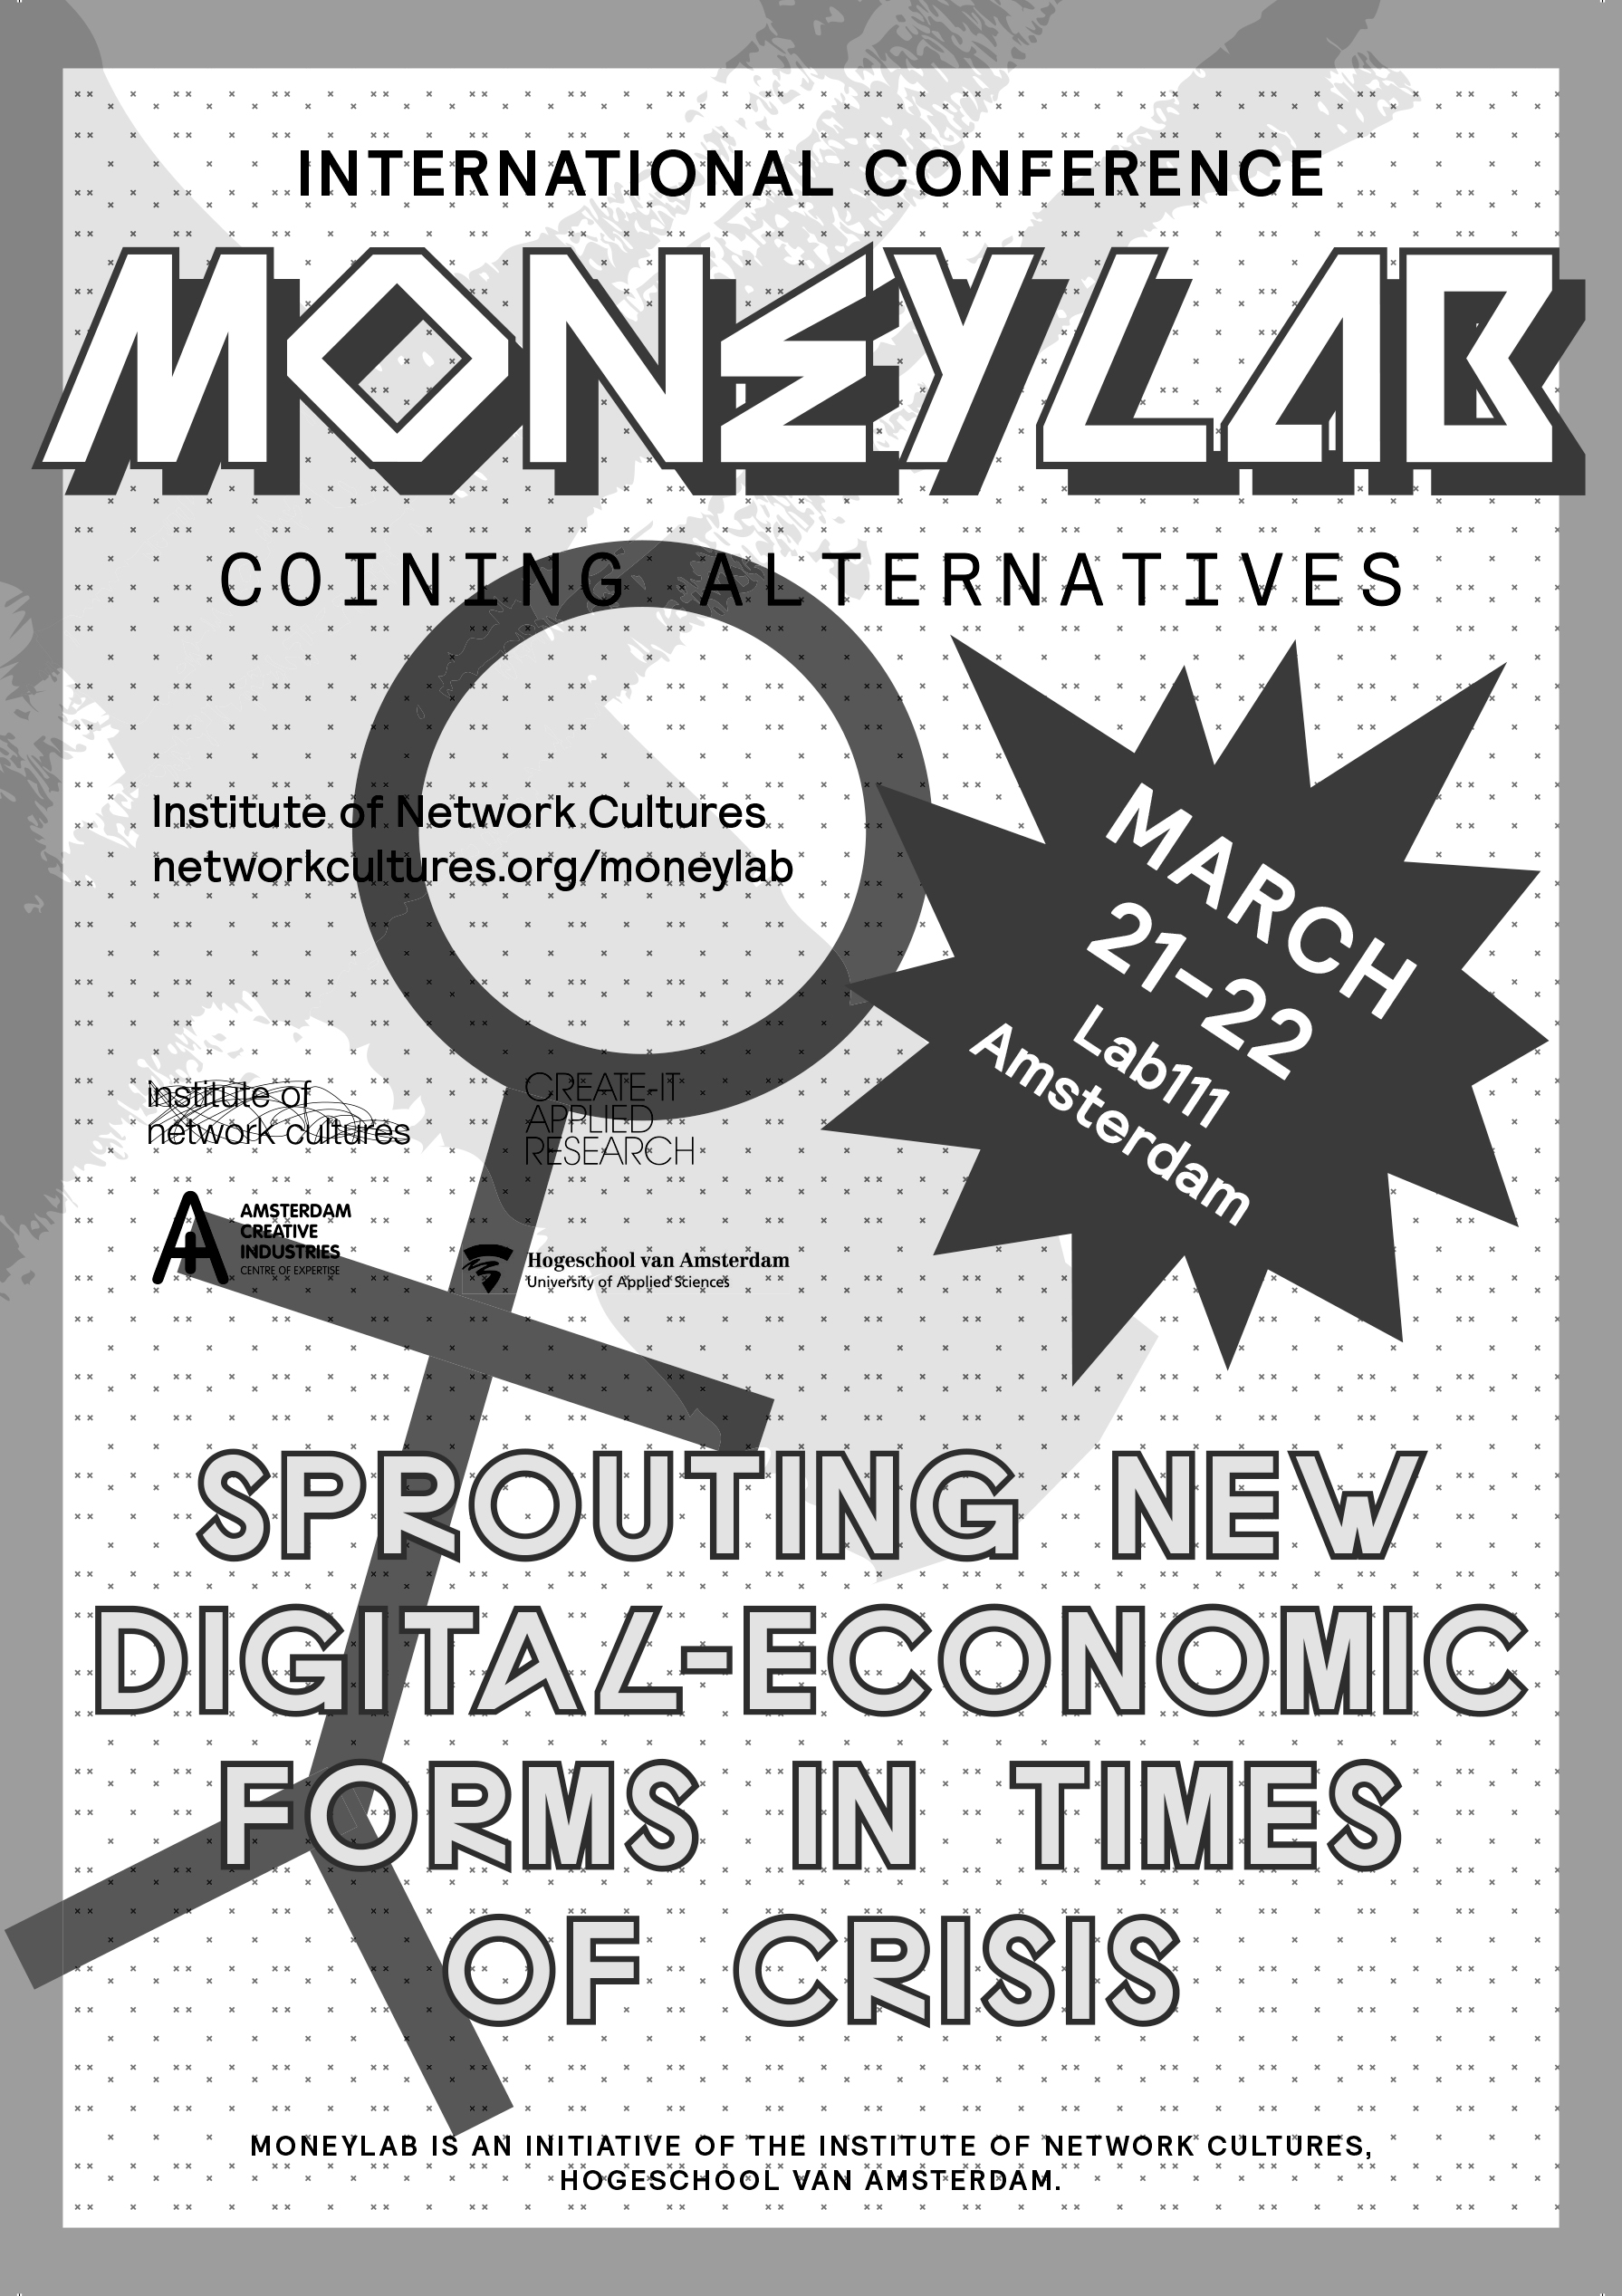 INTERNATIONAL CONFERENCE
MONEYLAB
COINING ALTERNATIVES
Institute of Network Cultures
networkcultures.org/moneylab
MARCH
21–22
Lab111
Amsterdam
institute of
network cultures
CREATE-IT
APPLIED
RESEARCH
AMSTERDAM
CREATIVE
INDUSTRIES
CENTRE OF EXPERTISE
Hogeschool van Amsterdam
University of Applied Sciences
SPROUTING NEW
DIGITAL-ECONOMIC
FORMS IN TIMES
OF CRISIS
MONEYLAB IS AN INITIATIVE OF THE INSTITUTE OF NETWORK CULTURES,
HOGESCHOOL VAN AMSTERDAM.